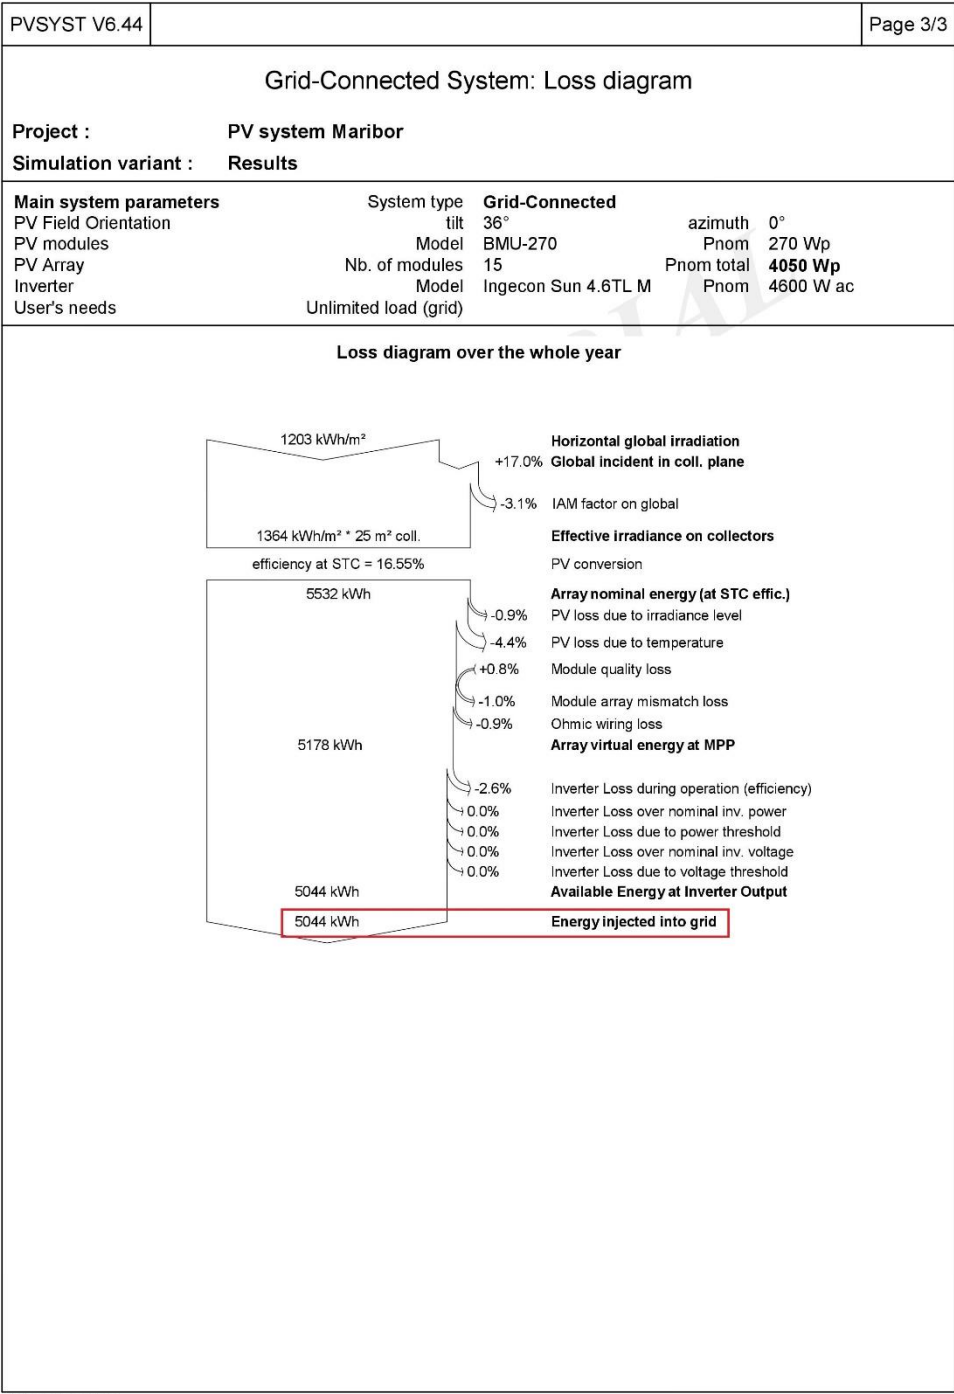 PVSYST V6.44 Page 3/3
Grid-Connected System: Loss diagram
Project : PV system Maribor
Simulation variant : Results
Main system parameters System type Grid-Connected
PV Field Orientation tilt 36° azimuth 0°
PV modules Model BMU-270 Pnom 270 Wp
PV Array Nb. of modules 15 Pnom total 4050 Wp
Inverter Model Ingecon Sun 4.6TL M Pnom 4600 W ac
User's needs Unlimited load (grid)
Loss diagram over the whole year
1203 kWh/m² Horizontal global irradiation
+17.0% Global incident in coll. plane
-3.1% IAM factor on global
1364 kWh/m² * 25 m² coll. Effective irradiance on collectors
efficiency at STC = 16.55% PV conversion
5532 kWh Array nominal energy (at STC effic.)
-0.9% PV loss due to irradiance level
-4.4% PV loss due to temperature
+0.8% Module quality loss
-1.0% Module array mismatch loss
-0.9% Ohmic wiring loss
5178 kWh Array virtual energy at MPP
-2.6% Inverter Loss during operation (efficiency)
0.0% Inverter Loss over nominal inv. power
0.0% Inverter Loss due to power threshold
0.0% Inverter Loss over nominal inv. voltage
0.0% Inverter Loss due to voltage threshold
5044 kWh Available Energy at Inverter Output
5044 kWh Energy injected into grid